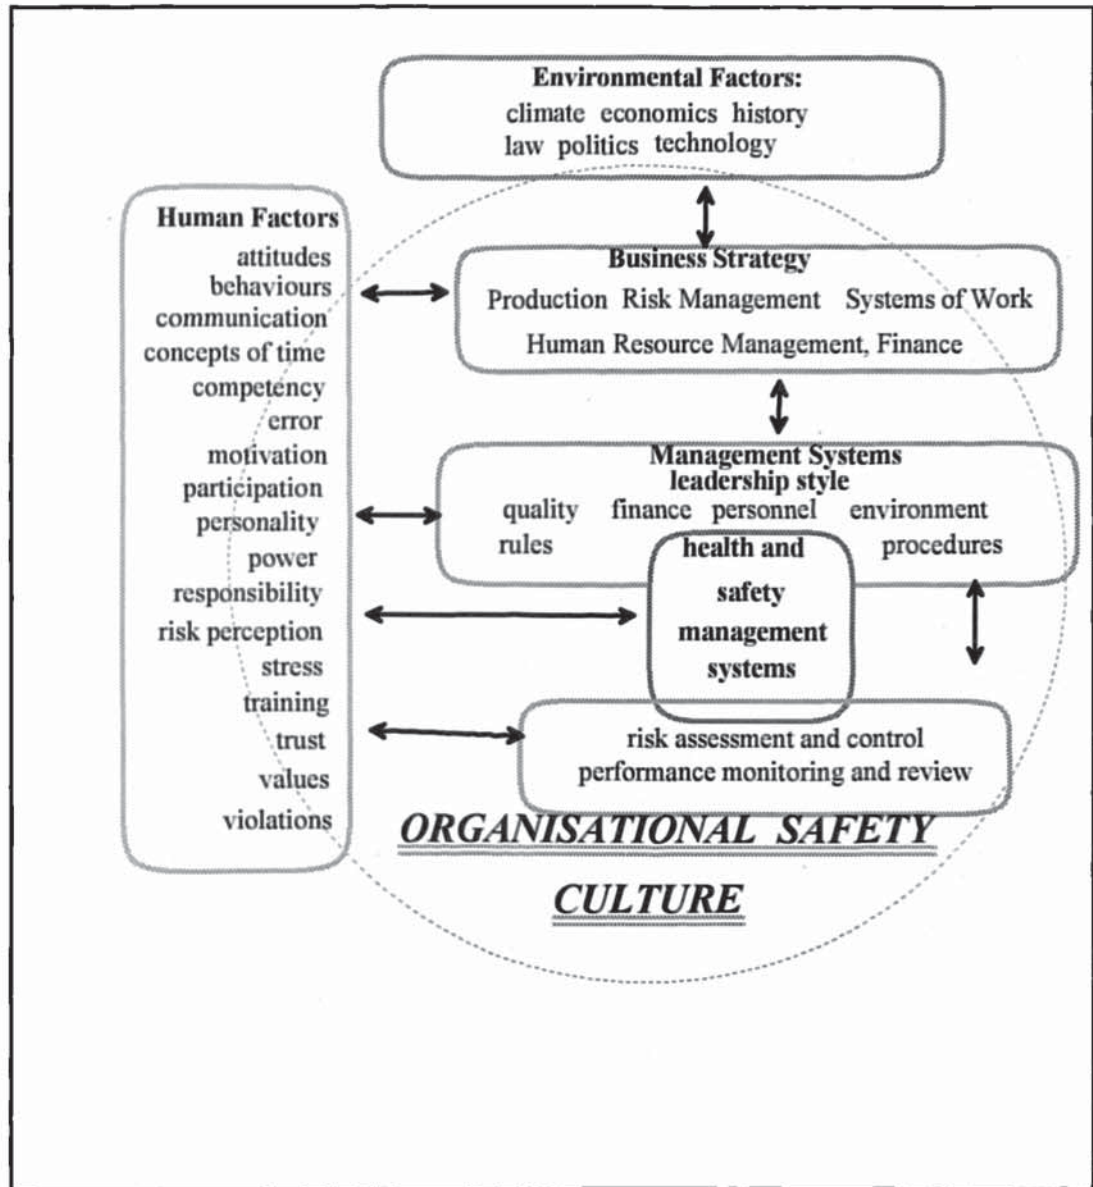 Environmental Factors:
climate economics history
law politics technology
Human Factors
attitudes
behaviours
communication
concepts of time
competency
error
motivation
participation
personality
power
responsibility
risk perception
stress
training
trust
values
violations
Business Strategy
Production Risk Management Systems of Work
Human Resource Management, Finance
Management Systems
leadership style
quality finance personnel environment
rules health and procedures
safety
management
systems
risk assessment and control
performance monitoring and review
ORGANISATIONAL SAFETY
CULTURE